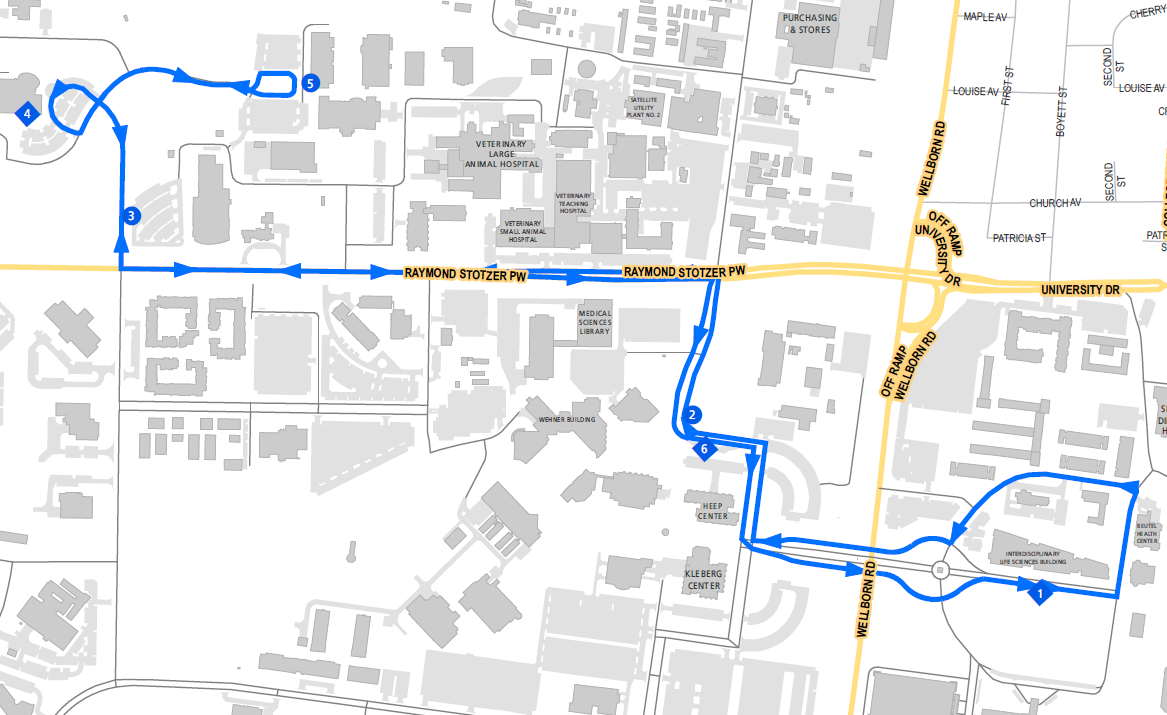 PURCHASING
& STORES
MAPLE AV
CHERRY
SECOND
ST
FIRST ST
LOUISE AV
LOUISE AV
BOYETT ST
5
4
SATELLITE
UTILITY
PLANT NO. 2
VETERINARY
LARGE
ANIMAL HOSPITAL
WELLBORN RD
SECOND
ST
VETERINARY
TEACHING
HOSPITAL
CHURCH AV
3
VETERINARY
SMALL ANIMAL
HOSPITAL
OFF RAMP
UNIVERSITY DR
PATRICIA ST
RAYMOND STOTZER PW
RAYMOND STOTZER PW
UNIVERSITY DR
MEDICAL
SCIENCES
LIBRARY
OFF RAMP
WELLBORN RD
2
WEHNER BUILDING
6
HEEP
CENTER
BEUTEL
HEALTH
CENTER
INTERDISCIPLINARY
LIFE SCIENCES BUILDING
KLEBERG
CENTER
WELLBORN RD
1